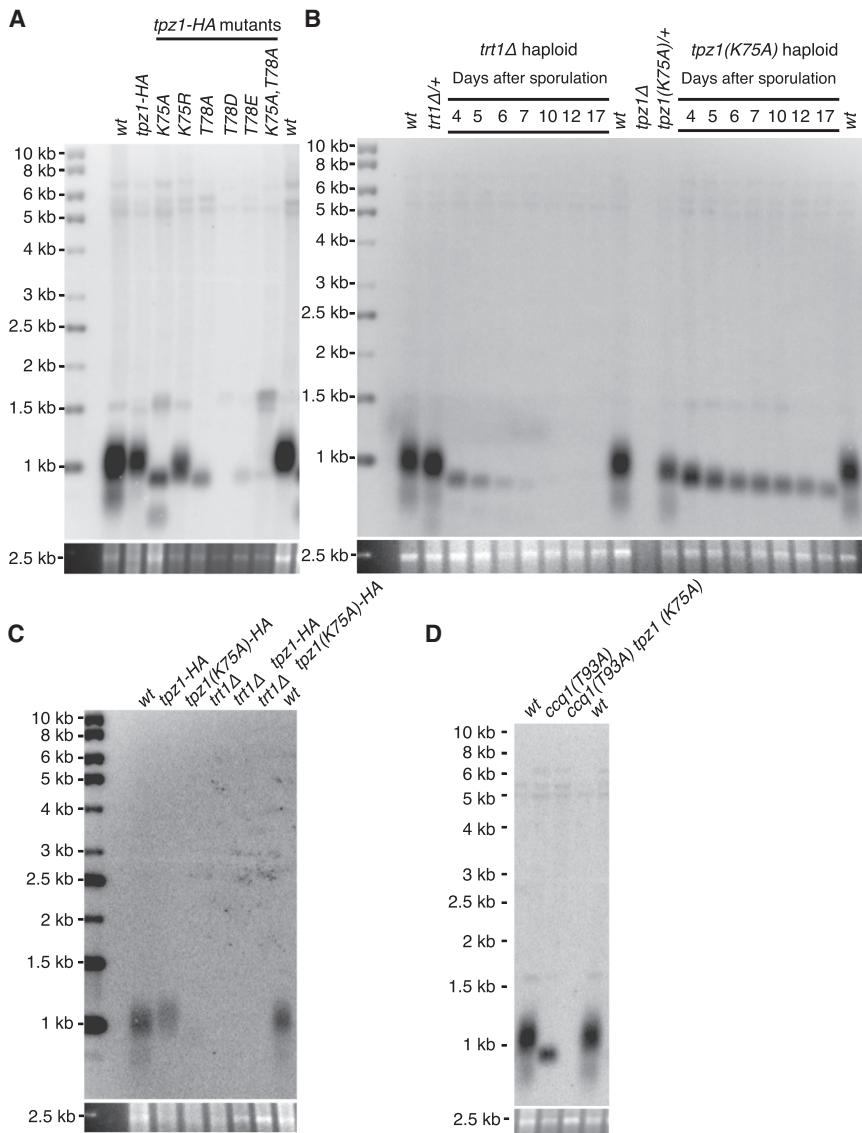 A
tpz1-HA mutants
wt
tpz1-HA
K75A
K75R
T78A
T78D
T78E
K75A,T78A
wt
10 kb
8 kb
6 kb
5 kb
4 kb
3 kb
2.5 kb
2 kb
1.5 kb
1 kb
2.5 kb
B
trt1Δ haploid
Days after sporulation
tpz1(K75A) haploid
Days after sporulation
wt
trt1Δ/+
4 5 6 7 10 12 17
wt
tpz1Δ
tpz1(K75A)/+
4 5 6 7 10 12 17
wt
10 kb
8 kb
6 kb
5 kb
4 kb
3 kb
2.5 kb
2 kb
1.5 kb
1 kb
2.5 kb
C
wt
tpz1-HA
tpz1(K75A)-HA
trt1Δ
trt1Δ tpz1-HA
trt1Δ tpz1(K75A)-HA
wt
10 kb
8 kb
6 kb
5 kb
4 kb
3 kb
2.5 kb
2 kb
1.5 kb
1 kb
2.5 kb
D
wt
ccq1(T93A)
ccq1(T93A) tpz1 (K75A)
wt
10 kb
8 kb
6 kb
5 kb
4 kb
3 kb
2.5 kb
2 kb
1.5 kb
1 kb
2.5 kb